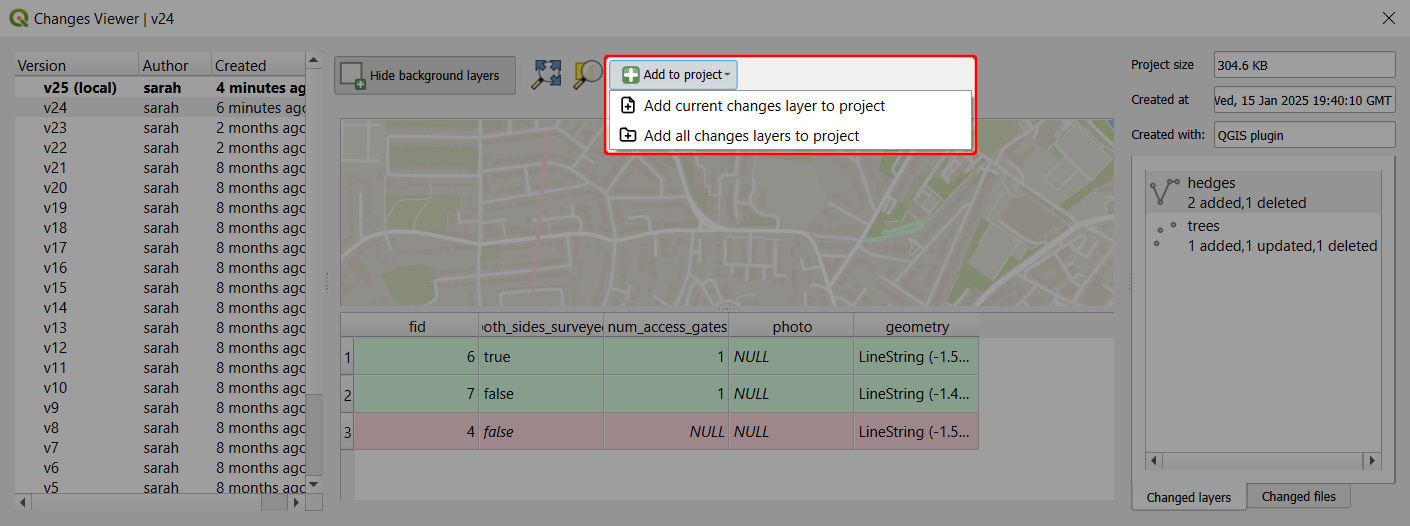 Changes Viewer | v24
Version Author Created
v25 (local) sarah 4 minutes ago
v24 sarah 6 minutes ago
v23 sarah 2 months ago
v22 sarah 2 months ago
v21 sarah 8 months ago
v20 sarah 8 months ago
v19 sarah 8 months ago
v18 sarah 8 months ago
v17 sarah 8 months ago
v16 sarah 8 months ago
v15 sarah 8 months ago
v14 sarah 8 months ago
v13 sarah 8 months ago
v12 sarah 8 months ago
v11 sarah 8 months ago
v10 sarah 8 months ago
v9 sarah 8 months ago
v8 sarah 8 months ago
v7 sarah 8 months ago
v6 sarah 8 months ago
v5 sarah 8 months ago
Hide background layers
Add to project
Add current changes layer to project
Add all changes layers to project
fid oth_sides_surveye num_access_gates photo geometry
1 6 true 1 NULL LineString (-1.5...
2 7 false 1 NULL LineString (-1.4...
3 4 false NULL NULL LineString (-1.5...
Project size 304.6 KB
Created at Wed, 15 Jan 2025 19:40:10 GMT
Created with: QGIS plugin
hedges
2 added,1 deleted
trees
1 added,1 updated,1 deleted
Changed layers Changed files